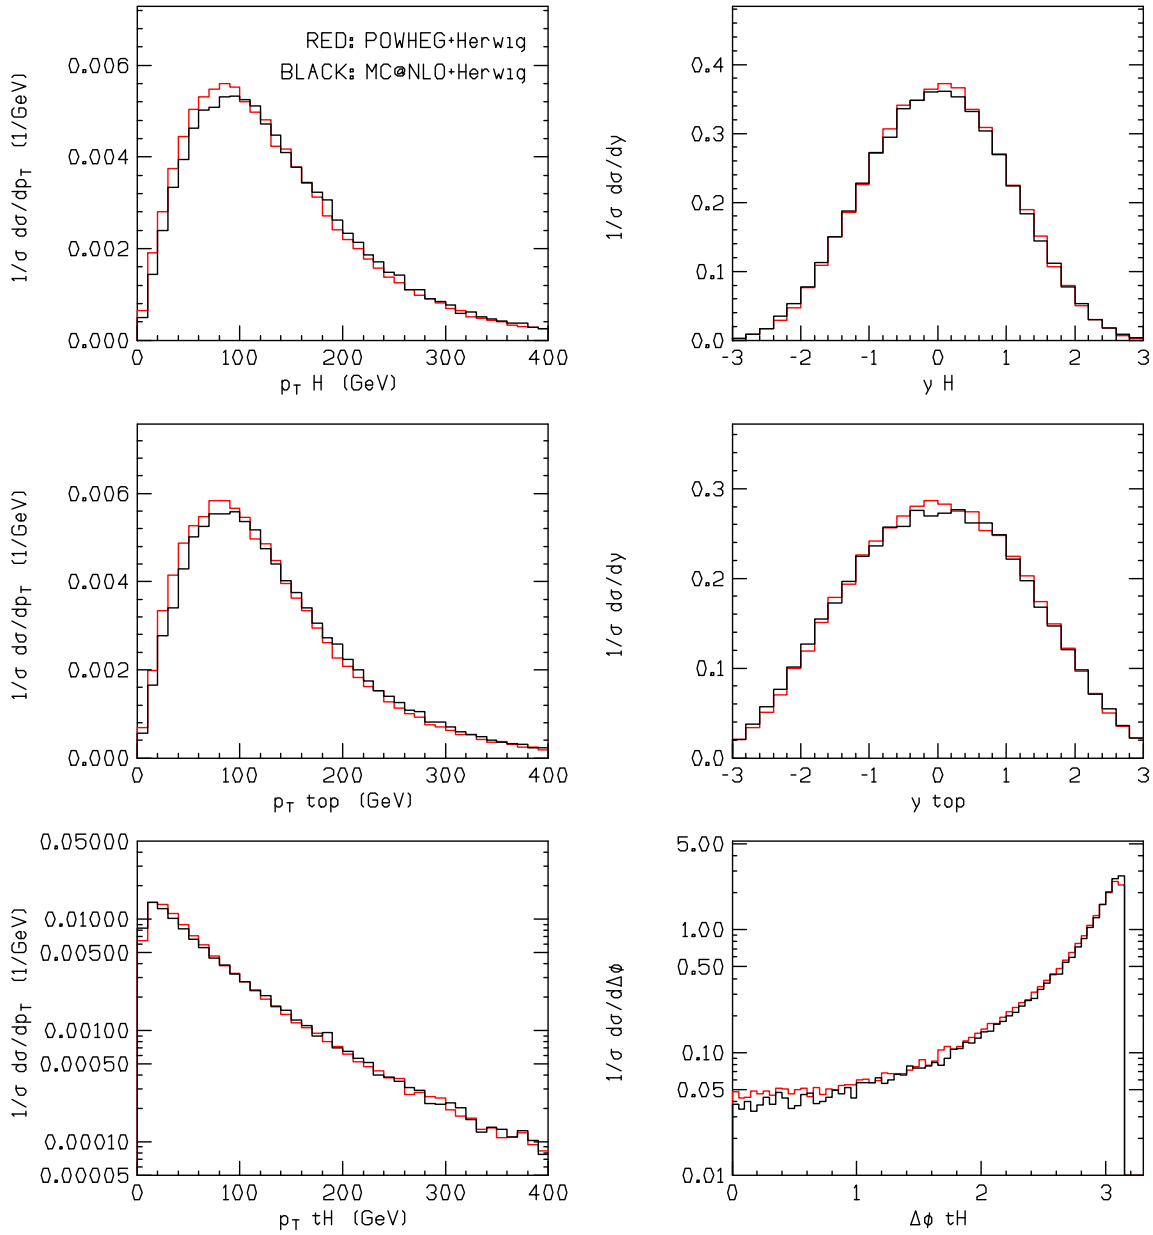 RED: POWHEG+Herwig
BLACK: MC@NLO+Herwig
1/σ dσ/dp_T (1/GeV)
0.006
0.004
0.002
0.000
0 100 200 300 400
p_T H (GeV)
1/σ dσ/dy
0.4
0.3
0.2
0.1
0.0
-3 -2 -1 0 1 2 3
y H
1/σ dσ/dp_T (1/GeV)
0.006
0.004
0.002
0.000
0 100 200 300 400
p_T top (GeV)
1/σ dσ/dy
0.3
0.2
0.1
0.0
-3 -2 -1 0 1 2 3
y top
1/σ dσ/dp_T (1/GeV)
0.05000
0.01000
0.00500
0.00100
0.00050
0.00010
0.00005
0 100 200 300 400
p_T tH (GeV)
1/σ dσ/dΔϕ
5.00
1.00
0.50
0.10
0.05
0.01
0 1 2 3
Δϕ tH